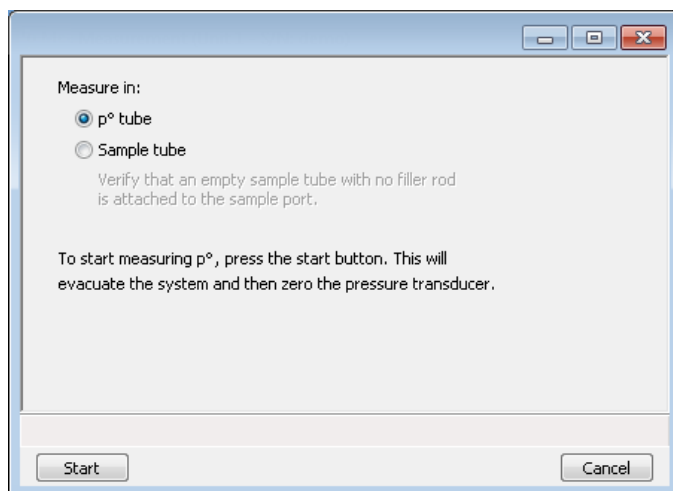 Measure in:
p° tube
Sample tube
Verify that an empty sample tube with no filler rod
is attached to the sample port.
To start measuring p°, press the start button. This will
evacuate the system and then zero the pressure transducer.
Start
Cancel